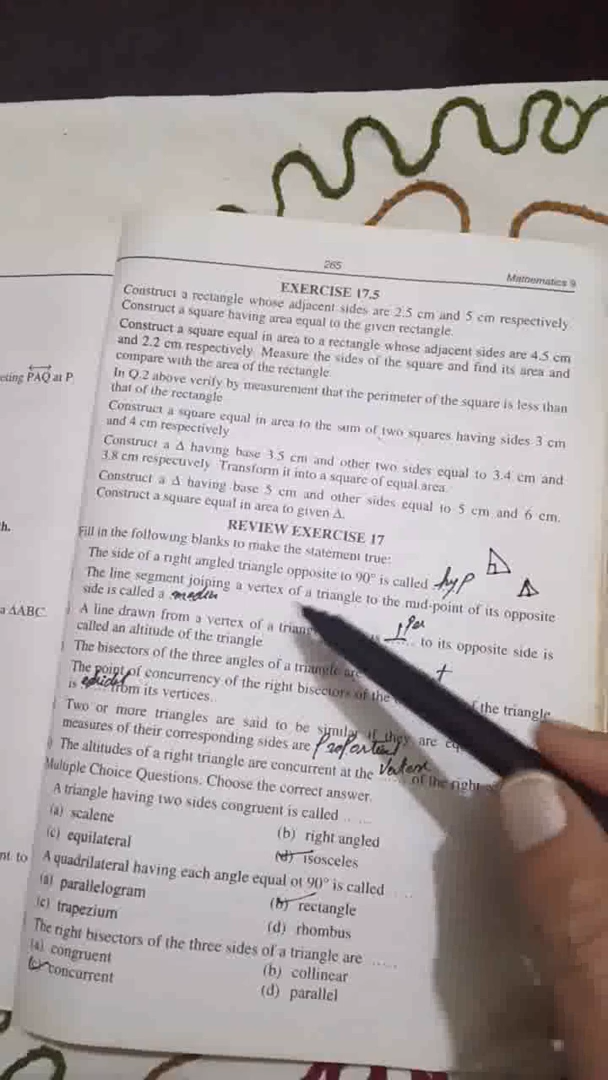 265
Mathematics 9
EXERCISE 17.5
Construct a rectangle whose adjacent sides are 2.5 cm and 5 cm respectively.
Construct a square having area equal to the given rectangle.
Construct a square equal in area to a rectangle whose adjacent sides are 4.5 cm
and 2.2 cm respectively. Measure the sides of the square and find its area and
compare with the area of the rectangle.
In Q.2 above verify by measurement that the perimeter of the square is less than
that of the rectangle.
Construct a square equal in area to the sum of two squares having sides 3 cm
and 4 cm respectively
Construct a Δ having base 3.5 cm and other two sides equal to 3.4 cm and
3.8 cm respectively. Transform it into a square of equal area.
Construct a Δ having base 5 cm and other sides equal to 5 cm and 6 cm.
Construct a square equal in area to given Δ.
REVIEW EXERCISE 17
Fill in the following blanks to make the statement true:
The side of a right angled triangle opposite to 90° is called hyp
The line segment joining a vertex of a triangle to the mid-point of its opposite
side is called a
A line drawn from a vertex of a ⊥ per to its opposite side is
called an altitude of the triangle
The bisectors of the three angles of a triangle are
The point of concurrency of the right bisectors of the of the triangle
is from its vertices.
Two or more triangles are said to be similar if they are
measures of their corresponding sides are
The altitudes of a right triangle are concurrent at the Vertex of the right
Multiple Choice Questions. Choose the correct answer.
A triangle having two sides congruent is called ......
(a) scalene
(b) right angled
(c) equilateral
(d) isosceles
A quadrilateral having each angle equal ot 90° is called ....
(a) parallelogram
(b) rectangle
(c) trapezium
(d) rhombus
The right bisectors of the three sides of a triangle are .....
(a) congruent
(b) collinear
(c) concurrent
(d) parallel
eting PAQ at P
h.
a ΔABC.
nt to